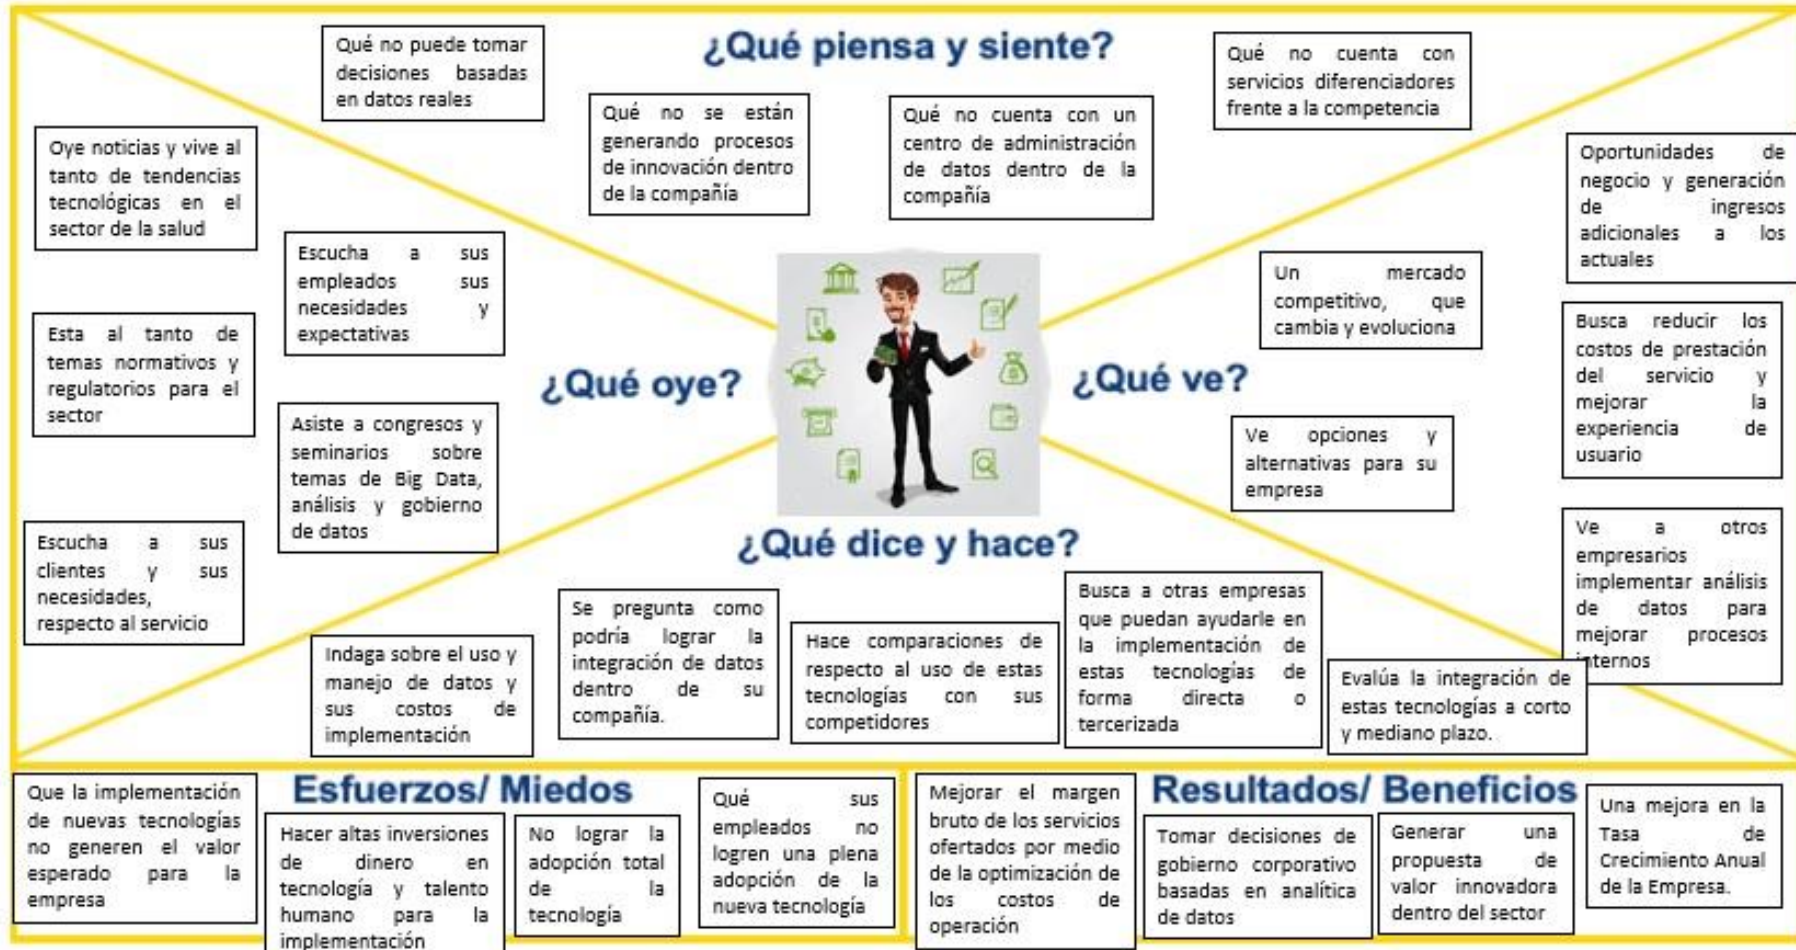 ¿Qué piensa y siente?
Qué no puede tomar
decisiones basadas
en datos reales
Qué no se están
generando procesos
de innovación dentro
de la compañía
Qué no cuenta con un
centro de administración
de datos dentro de la
compañía
Qué no cuenta con
servicios diferenciadores
frente a la competencia
¿Qué oye?
Oye noticias y vive al
tanto de tendencias
tecnológicas en el
sector de la salud
Escucha a sus
empleados sus
necesidades y
expectativas
Esta al tanto de
temas normativos y
regulatorios para el
sector
Asiste a congresos y
seminarios sobre
temas de Big Data,
análisis y gobierno
de datos
Escucha a sus
clientes y sus
necesidades,
respecto al servicio
¿Qué ve?
Oportunidades de
negocio y generación
de ingresos
adicionales a los
actuales
Un mercado
competitivo, que
cambia y evoluciona
Busca reducir los
costos de prestación
del servicio y
mejorar la
experiencia de
usuario
Ve opciones y
alternativas para su
empresa
Ve a otros
empresarios
implementar análisis
de datos para
mejorar procesos
internos
¿Qué dice y hace?
Indaga sobre el uso y
manejo de datos y
sus costos de
implementación
Se pregunta como
podría lograr la
integración de datos
dentro de su
compañía.
Hace comparaciones de
respecto al uso de estas
tecnologías con sus
competidores
Busca a otras empresas
que puedan ayudarle en
la implementación de
estas tecnologías de
forma directa o
tercerizada
Evalúa la integración de
estas tecnologías a corto
y mediano plazo.
Esfuerzos/ Miedos
Que la implementación
de nuevas tecnologías
no generen el valor
esperado para la
empresa
Hacer altas inversiones
de dinero en
tecnología y talento
humano para la
implementación
No lograr la
adopción total
de la
tecnología
Qué sus
empleados no
logren una plena
adopción de la
nueva tecnología
Resultados/ Beneficios
Mejorar el margen
bruto de los servicios
ofertados por medio
de la optimización de
los costos de
operación
Tomar decisiones de
gobierno corporativo
basadas en analítica
de datos
Generar una
propuesta de
valor innovadora
dentro del sector
Una mejora en la
Tasa de
Crecimiento Anual
de la Empresa.